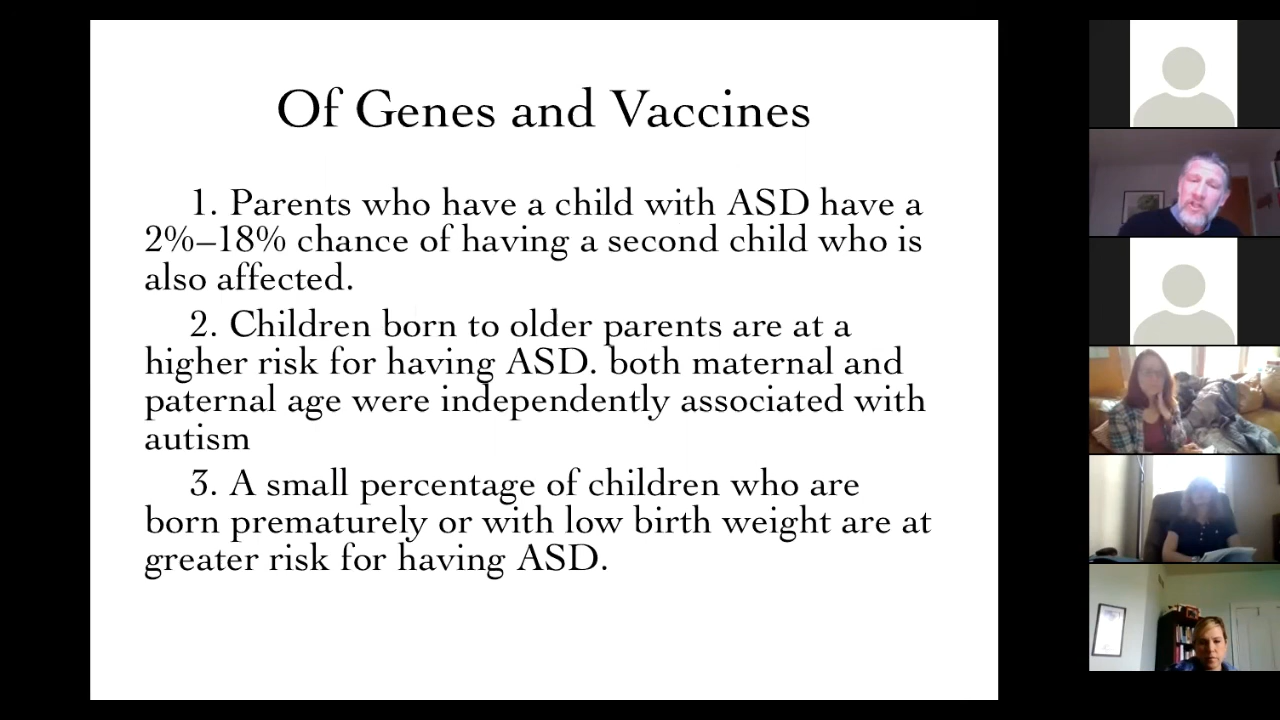 Of Genes and Vaccines
1. Parents who have a child with ASD have a
2%–18% chance of having a second child who is
also affected.
2. Children born to older parents are at a
higher risk for having ASD. both maternal and
paternal age were independently associated with
autism
3. A small percentage of children who are
born prematurely or with low birth weight are at
greater risk for having ASD.